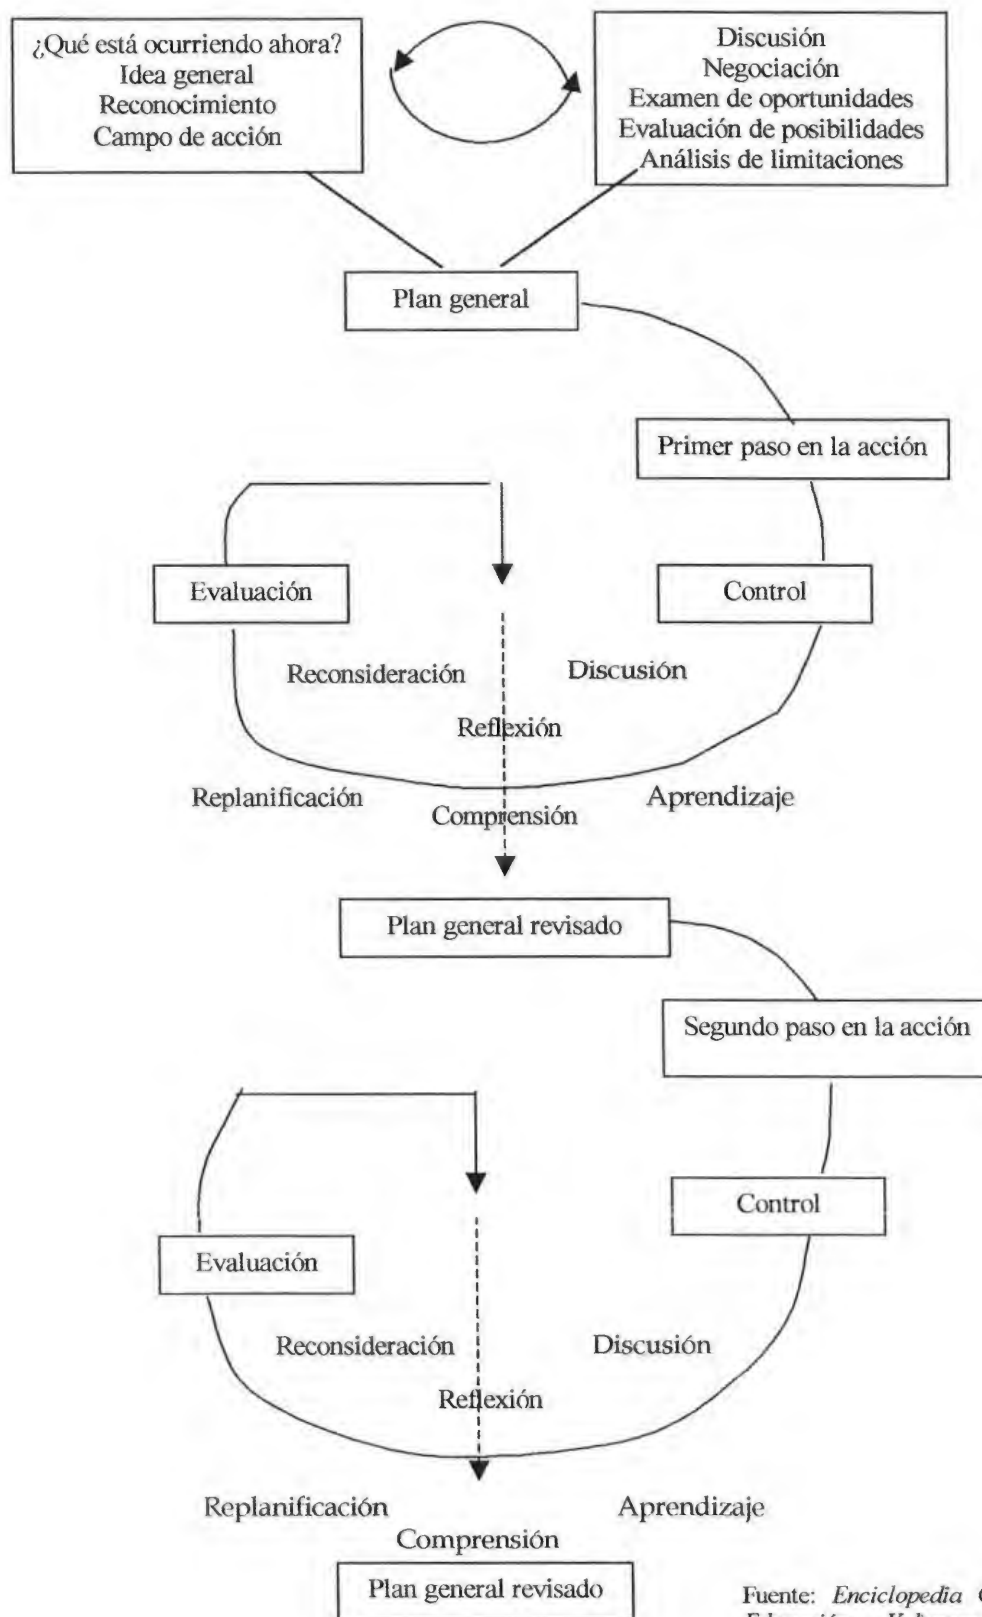 ¿Qué está ocurriendo ahora?
Idea general
Reconocimiento
Campo de acción
Discusión
Negociación
Examen de oportunidades
Evaluación de posibilidades
Análisis de limitaciones
Plan general
Primer paso en la acción
Evaluación
Control
Reconsideración
Discusión
Reflexión
Replanificación
Aprendizaje
Comprensión
Plan general revisado
Segundo paso en la acción
Control
Evaluación
Reconsideración
Discusión
Reflexión
Replanificación
Aprendizaje
Comprensión
Plan general revisado
Fuente: Enciclopedia